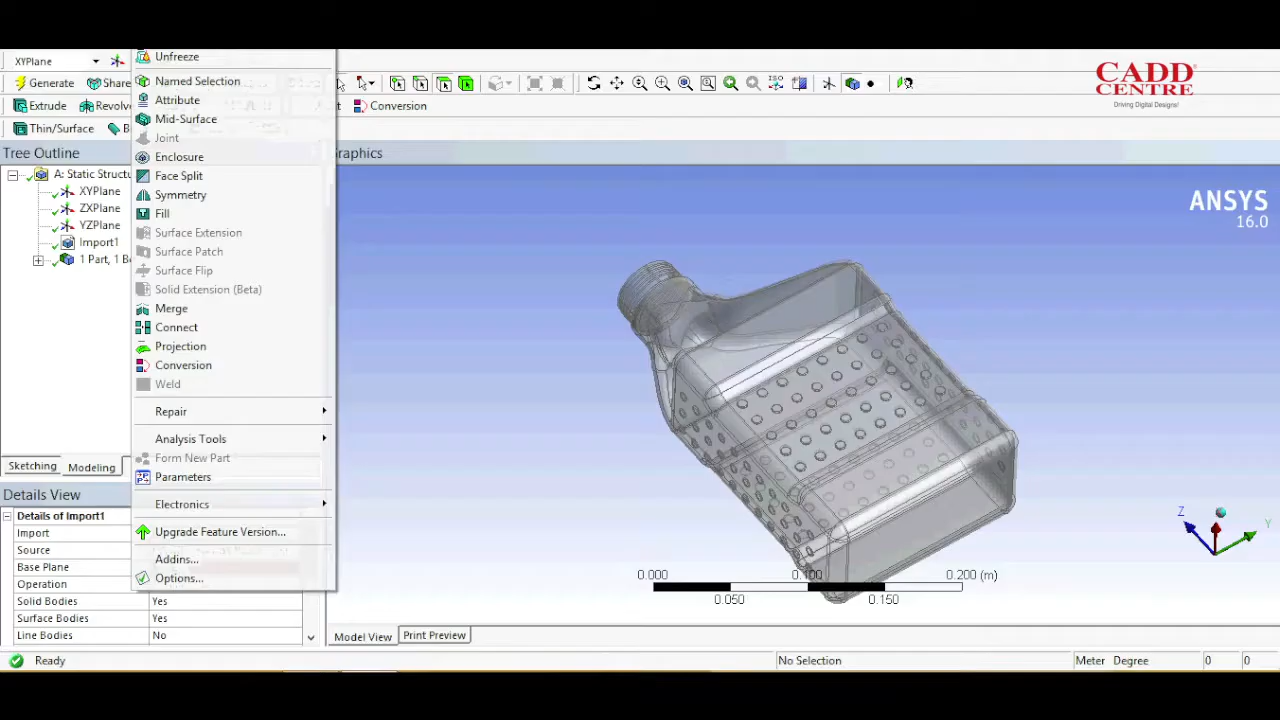 XYPlane
Generate
Share
Extrude
Revolve
Thin/Surface
B
Conversion
CADD
CENTRE
Driving Digital Designs!
Unfreeze
Named Selection
Attribute
Mid-Surface
Joint
Enclosure
Face Split
Symmetry
Fill
Surface Extension
Surface Patch
Surface Flip
Solid Extension (Beta)
Merge
Connect
Projection
Conversion
Weld
Repair
Analysis Tools
Form New Part
Parameters
Electronics
Upgrade Feature Version...
Addins...
Options...
Tree Outline
A: Static Structu
XYPlane
ZXPlane
YZPlane
Import1
1 Part, 1 Bo
Sketching Modeling
Details View
Details of Import1
Import
Source
Base Plane
Operation
Solid Bodies Yes
Surface Bodies Yes
Line Bodies No
Graphics
ANSYS
16.0
Z
Y
0.000 0.100 0.200 (m)
0.050 0.150
Model View Print Preview
Ready No Selection Meter Degree 0 0